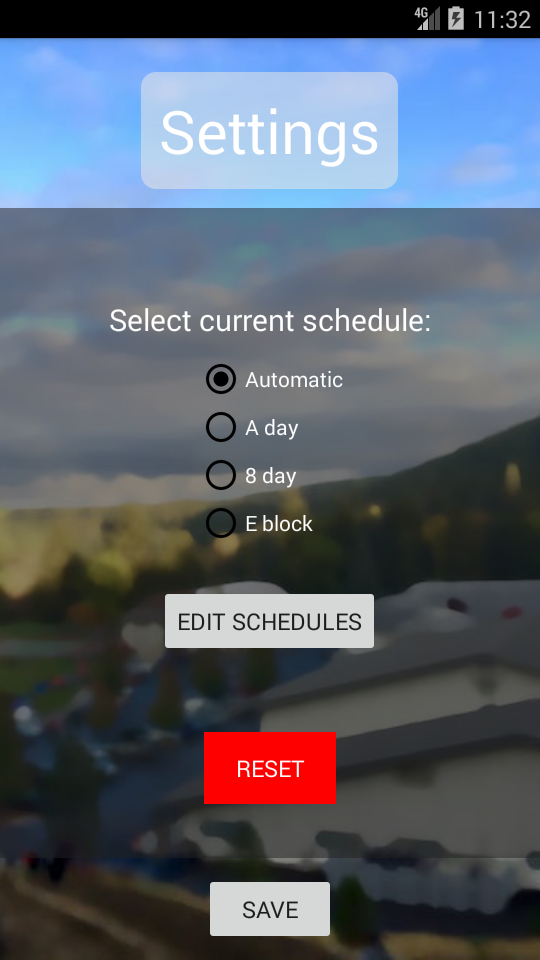 4G 11:32
Settings
Select current schedule:
Automatic
A day
8 day
E block
EDIT SCHEDULES
RESET
SAVE